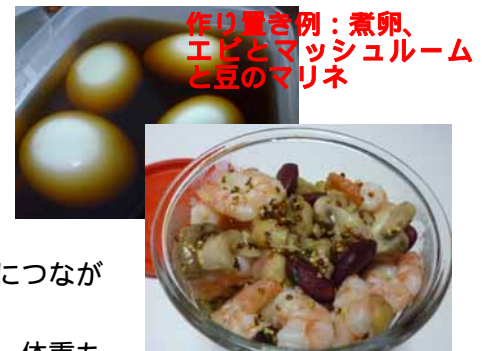 作り置き例：煮卵、
エビとマッシュルーム
と豆のマリネ
につなが
体重も